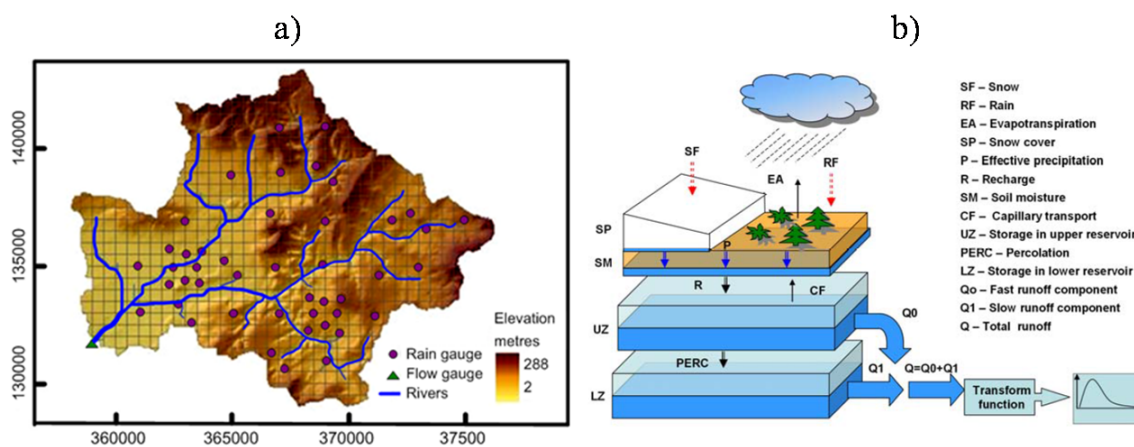 a)
140000
135000
130000
360000
365000
370000
37500
Elevation
metres
288
2
Rain gauge
Flow gauge
Rivers
b)
SF
RF
EA
SP
P
SM
R
CF
UZ
Q0
PERC
LZ
Q1
Q=Q0+Q1
Transform
function
SF – Snow
RF – Rain
EA – Evapotranspiration
SP – Snow cover
P – Effective precipitation
R – Recharge
SM – Soil moisture
CF – Capillary transport
UZ – Storage in upper reservoir
PERC – Percolation
LZ – Storage in lower reservoir
Qo – Fast runoff component
Q1 – Slow runoff component
Q – Total runoff